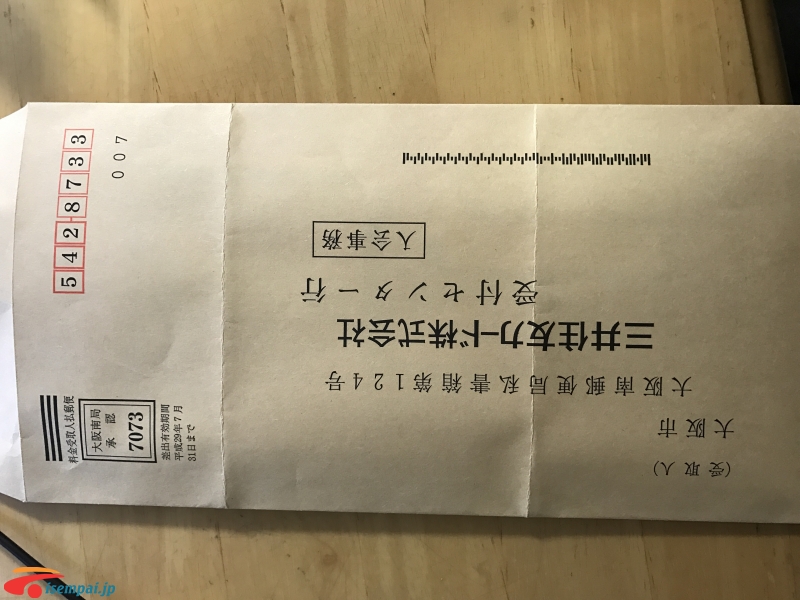 5428733
007
料金受取人払郵便
大阪南局
承認
7073
差出有効期間
平成29年7月
31日まで
(受取人)
大阪市
大阪南郵便局私書箱第124号
三井住友カード株式会社
受付センター行
入会事務
isempai.jp